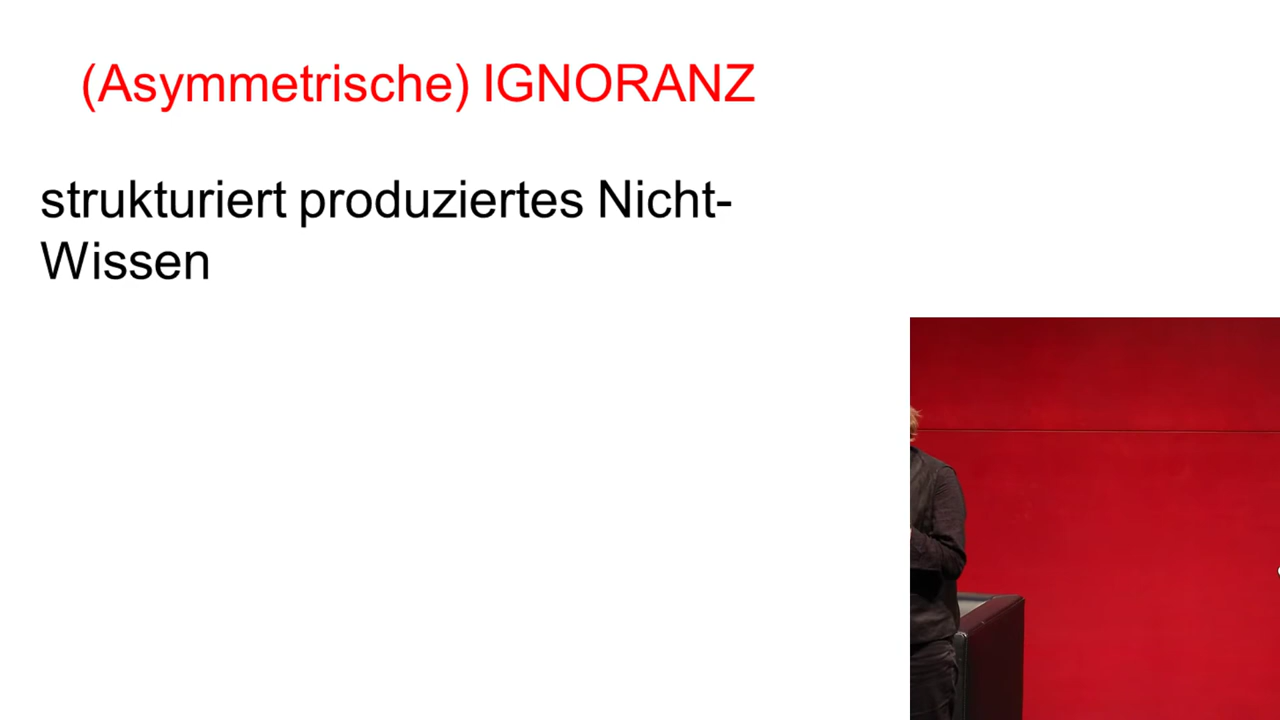 (Asymmetrische) IGNORANZ
strukturiert produziertes Nicht-
Wissen